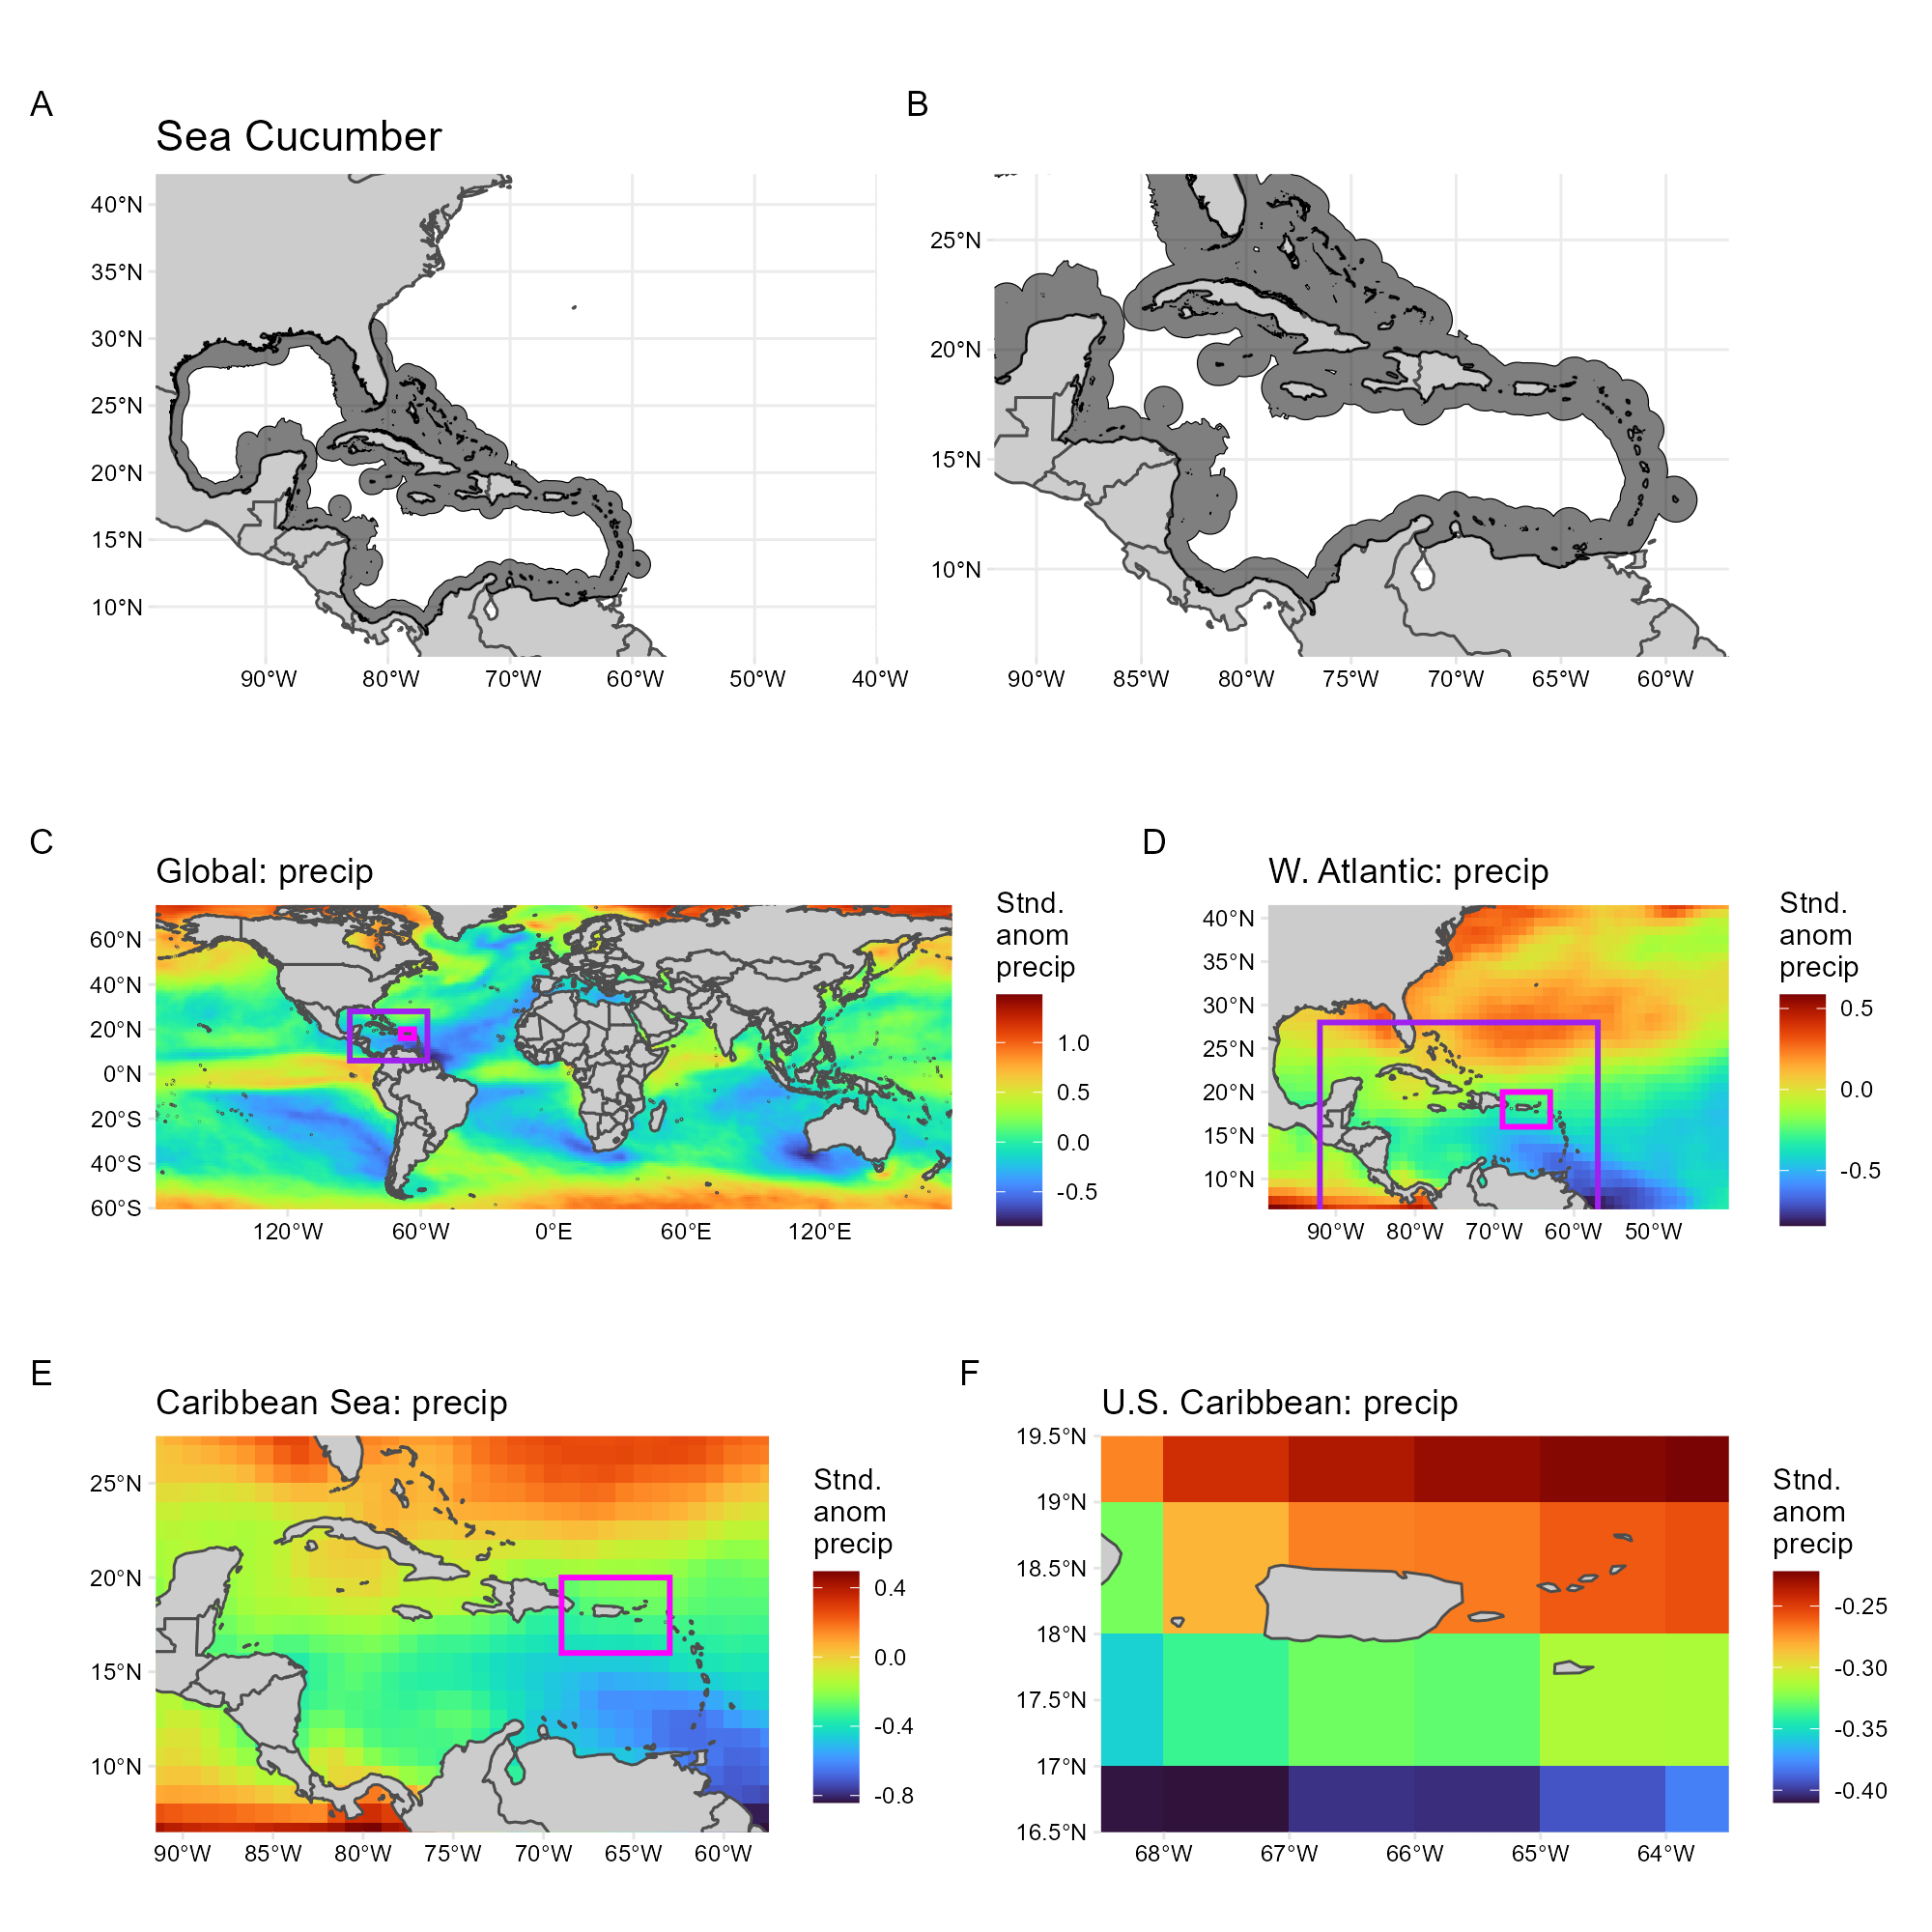 A
B
Sea Cucumber
40°N
35°N
30°N
25°N
20°N
15°N
10°N
90°W 80°W 70°W 60°W 50°W 40°W
25°N
20°N
15°N
10°N
90°W 85°W 80°W 75°W 70°W 65°W 60°W
C
Global: precip
60°N
40°N
20°N
0°N
20°S
40°S
60°S
120°W 60°W 0°E 60°E 120°E
Stnd.
anom
precip
1.0
0.5
0.0
-0.5
D
W. Atlantic: precip
40°N
35°N
30°N
25°N
20°N
15°N
10°N
90°W 80°W 70°W 60°W 50°W
Stnd.
anom
precip
0.5
0.0
-0.5
E
Caribbean Sea: precip
25°N
20°N
15°N
10°N
90°W 85°W 80°W 75°W 70°W 65°W 60°W
Stnd.
anom
precip
0.4
0.0
-0.4
-0.8
F
U.S. Caribbean: precip
19.5°N
19°N
18.5°N
18°N
17.5°N
17°N
16.5°N
68°W 67°W 66°W 65°W 64°W
Stnd.
anom
precip
-0.25
-0.30
-0.35
-0.40